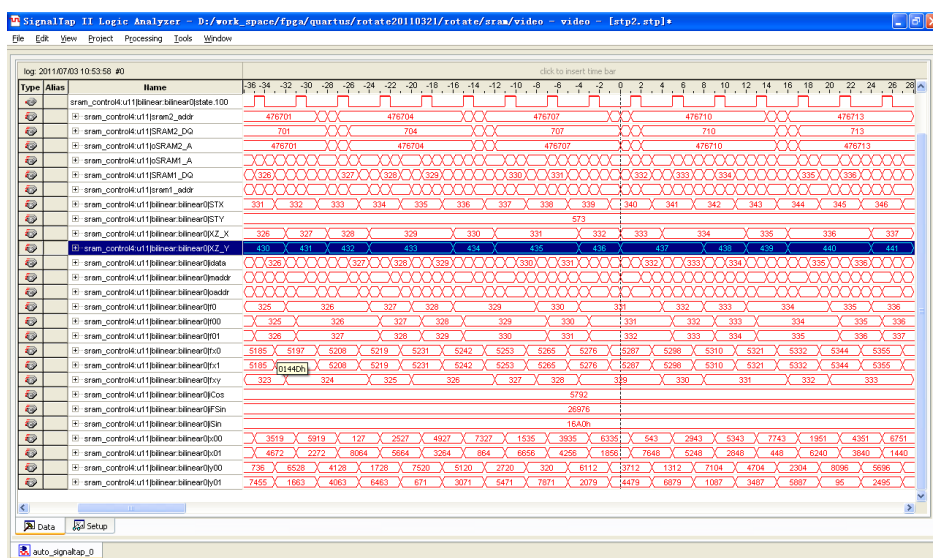 SignalTap II Logic Analyzer - D:/work_space/fpga/quartus/rotate20110321/rotate/sram/video - video - [stp2.stp]*
File Edit View Project Processing Tools Window
log: 2011/07/03 10:53:58 #0 click to insert time bar
Type Alias Name -36 -34 -32 -30 -28 -26 -24 -22 -20 -18 -16 -14 -12 -10 -8 -6 -4 -2 0 2 4 6 8 10 12 14 16 18 20 22 24 26 28
sram_control4:u11|bilinear:bilinear0|state.100
sram_control4:u11|sram2_addr 476701 476704 476707 476710 476713
sram_control4:u11|SRAM2_DQ 701 704 707 710 713
sram_control4:u11|oSRAM2_A 476701 476704 476707 476710 476713
sram_control4:u11|oSRAM1_A
sram_control4:u11|SRAM1_DQ 326 327 328 329 330 331 332 333 334 335 336
sram_control4:u11|sram1_addr
sram_control4:u11|bilinear:bilinear0|STX 331 332 333 334 335 336 337 338 339 340 341 342 343 344 345 346
sram_control4:u11|bilinear:bilinear0|STY 573
sram_control4:u11|bilinear:bilinear0|XZ_X 326 327 328 329 330 331 332 333 334 335 336 337
sram_control4:u11|bilinear:bilinear0|XZ_Y 430 431 432 433 434 435 436 437 438 439 440 441
sram_control4:u11|bilinear:bilinear0|idata 326 327 328 329 330 331 332 333 334 335 336
sram_control4:u11|bilinear:bilinear0|maddr
sram_control4:u11|bilinear:bilinear0|oaddr
sram_control4:u11|bilinear:bilinear0|f0 325 326 327 328 329 330 331 332 333 334 335 336
sram_control4:u11|bilinear:bilinear0|f00 325 326 327 328 329 330 331 332 333 334 335 336
sram_control4:u11|bilinear:bilinear0|f01 326 327 328 329 330 331 332 333 334 335 336 337
sram_control4:u11|bilinear:bilinear0|fx0 5185 5197 5208 5219 5231 5242 5253 5265 5276 5287 5298 5310 5321 5332 5344 5355
sram_control4:u11|bilinear:bilinear0|fx1 5185 0144Dh 5208 5219 5231 5242 5253 5265 5276 5287 5298 5310 5321 5332 5344 5355
sram_control4:u11|bilinear:bilinear0|fxy 323 324 325 326 327 328 329 330 331 332 333
sram_control4:u11|bilinear:bilinear0|iCos 5792
sram_control4:u11|bilinear:bilinear0|iFSin 26976
sram_control4:u11|bilinear:bilinear0|iSin 16A0h
sram_control4:u11|bilinear:bilinear0|x00 3519 5919 127 2527 4927 7327 1535 3935 6335 543 2943 5343 7743 1951 4351 6751
sram_control4:u11|bilinear:bilinear0|x01 4672 2272 8064 5664 3264 864 6656 4256 1856 7648 5248 2848 448 6240 3840 1440
sram_control4:u11|bilinear:bilinear0|y00 736 6528 4128 1728 7520 5120 2720 320 6112 3712 1312 7104 4704 2304 8096 5696
sram_control4:u11|bilinear:bilinear0|y01 7455 1663 4063 6463 671 3071 5471 7871 2079 4479 6879 1087 3487 5887 95 2495
Data Setup
auto_signaltap_0